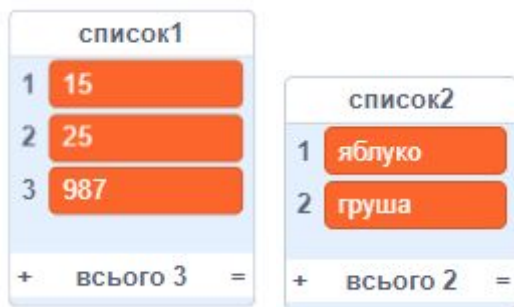 список1
1 15
2 25
3 987
+ всього 3 =
список2
1 яблуко
2 груша
+ всього 2 =